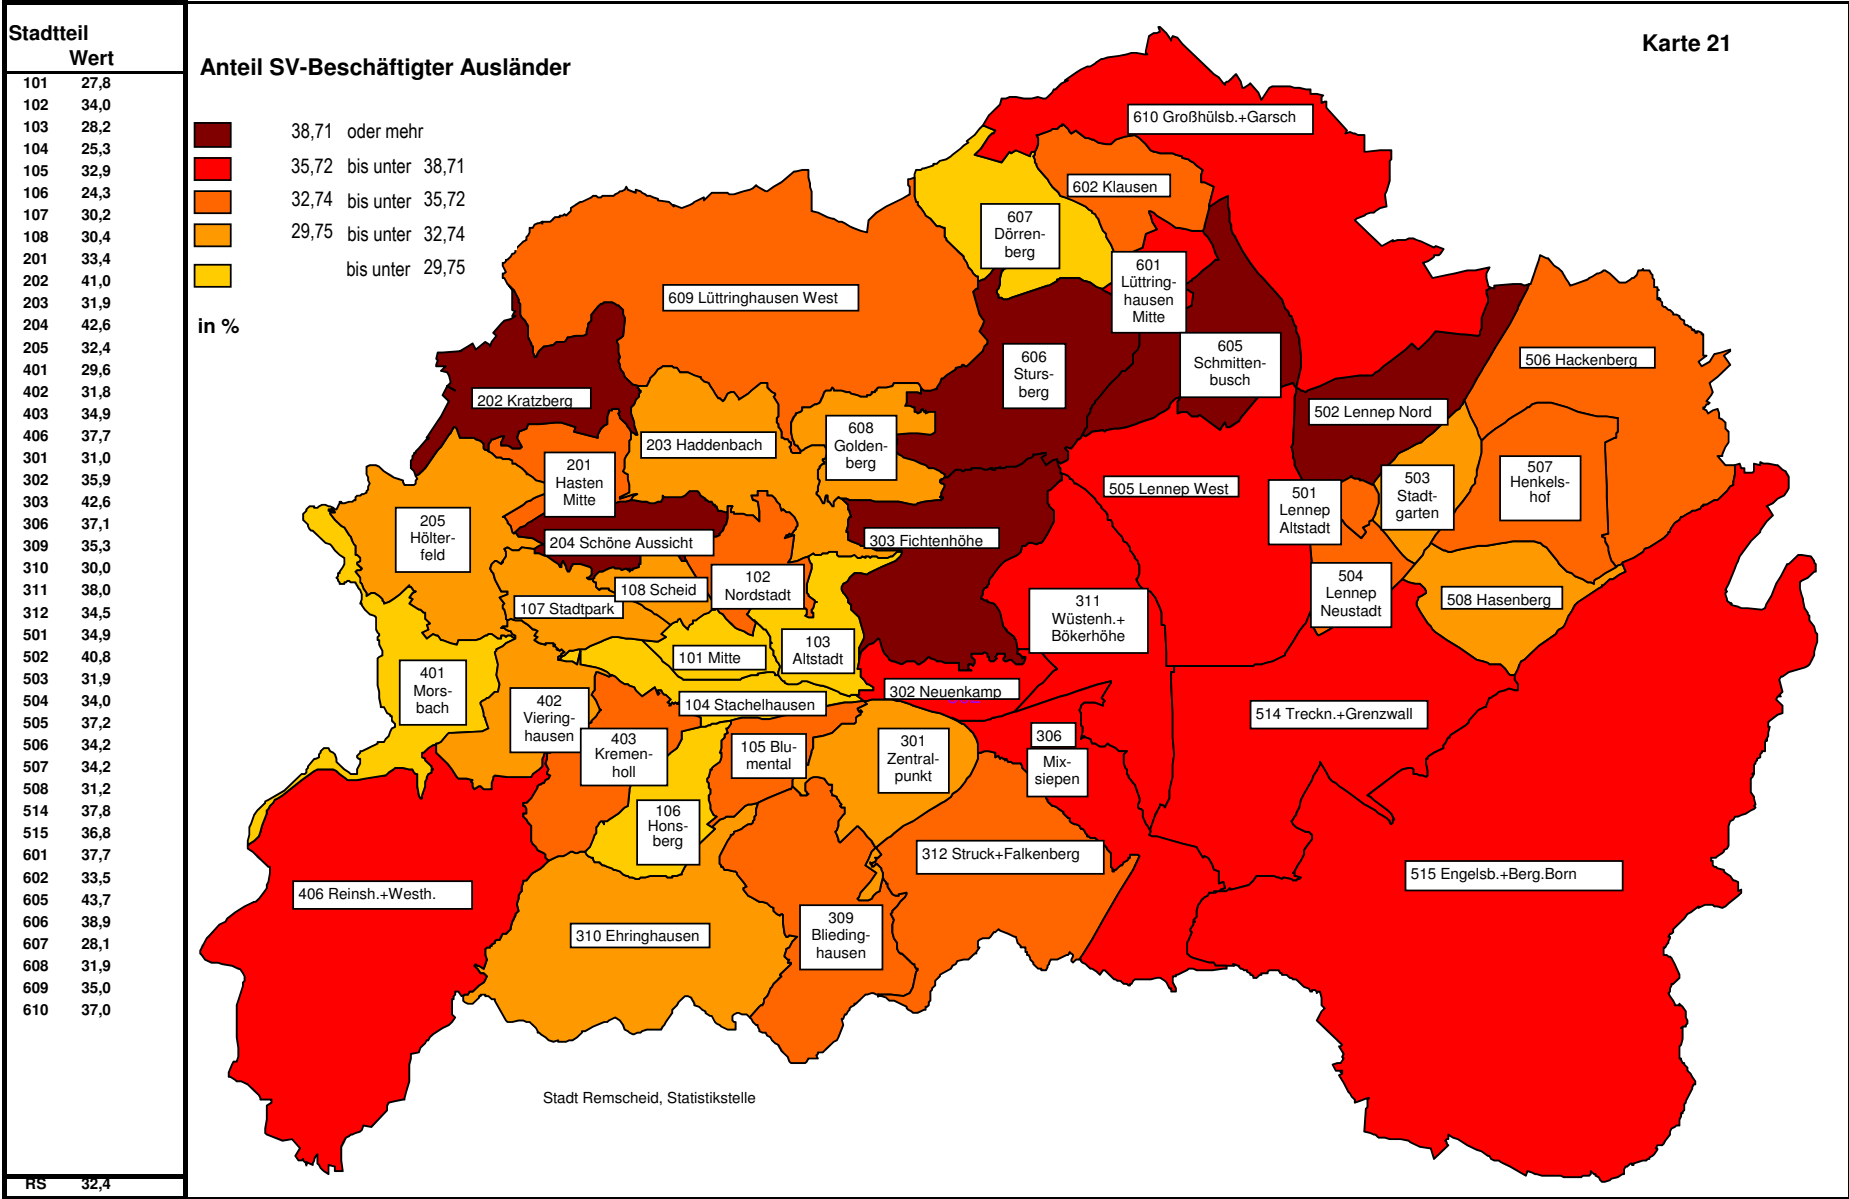 Stadtteil
Wert
101 27,8
102 34,0
103 28,2
104 25,3
105 32,9
106 24,3
107 30,2
108 30,4
201 33,4
202 41,0
203 31,9
204 42,6
205 32,4
401 29,6
402 31,8
403 34,9
406 37,7
301 31,0
302 35,9
303 42,6
306 37,1
309 35,3
310 30,0
311 38,0
312 34,5
501 34,9
502 40,8
503 31,9
504 34,0
505 37,2
506 34,2
507 34,2
508 31,2
514 37,8
515 36,8
601 37,7
602 33,5
605 43,7
606 38,9
607 28,1
608 31,9
609 35,0
610 37,0
RS 32,4
Karte 21
Anteil SV-Beschäftigter Ausländer
38,71 oder mehr
35,72 bis unter 38,71
32,74 bis unter 35,72
29,75 bis unter 32,74
bis unter 29,75
in %
610 Großhülsb.+Garsch
602 Klausen
607
Dörren-
berg
601
Lüttring-
hausen
Mitte
609 Lüttringhausen West
605
Schmitten-
busch
606
Sturs-
berg
506 Hackenberg
202 Kratzberg
502 Lennep Nord
203 Haddenbach
608
Golden-
berg
201
Hasten
Mitte
505 Lennep West
501
Lennep
Altstadt
503
Stadt-
garten
507
Henkels-
hof
205
Hölter-
feld
204 Schöne Aussicht
303 Fichtenhöhe
108 Scheid
102
Nordstadt
107 Stadtpark
504
Lennep
Neustadt
508 Hasenberg
311
Wüstenh.+
Bökerhöhe
103
Altstadt
101 Mitte
401
Mors-
bach
302 Neuenkamp
402
Viering-
hausen
104 Stachelhausen
514 Treckn.+Grenzwall
403
Kremen-
holl
105 Blu-
mental
301
Zentral-
punkt
306
Mix-
siepen
106
Hons-
berg
312 Struck+Falkenberg
515 Engelsb.+Berg.Born
406 Reinsh.+Westh.
310 Ehringhausen
309
Blieding-
hausen
Stadt Remscheid, Statistikstelle